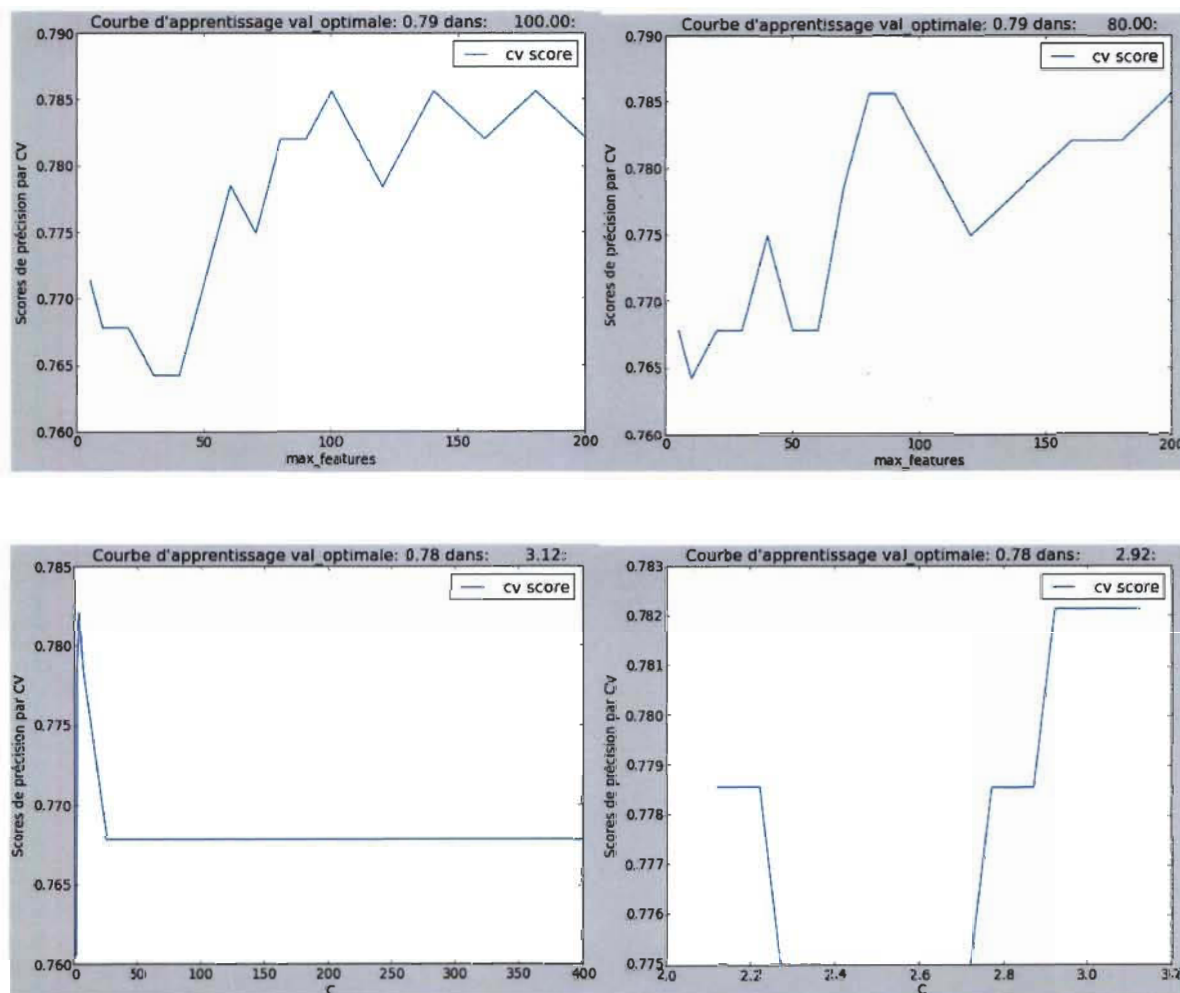 Courbe d'apprentissage val_optimale: 0.79 dans: 100.00:
cv score
Scores de précision par CV
0.790
0.785
0.780
0.775
0.770
0.765
0.760
0 50 100 150 200
max_features
Courbe d'apprentissage val_optimale: 0.79 dans: 80.00:
cv score
Scores de précision par CV
0.790
0.785
0.780
0.775
0.770
0.765
0.760
0 50 100 150 200
max_features
Courbe d'apprentissage val_optimale: 0.78 dans: 3.12:
cv score
Scores de précision par CV
0.785
0.780
0.775
0.770
0.765
0.760
0 50 100 150 200 250 300 350 400
C
Courbe d'apprentissage val_optimale: 0.78 dans: 2.92:
cv score
Scores de précision par CV
0.783
0.782
0.781
0.780
0.779
0.778
0.777
0.776
0.775
2.0 2.2 2.4 2.6 2.8 3.0 3.2
C